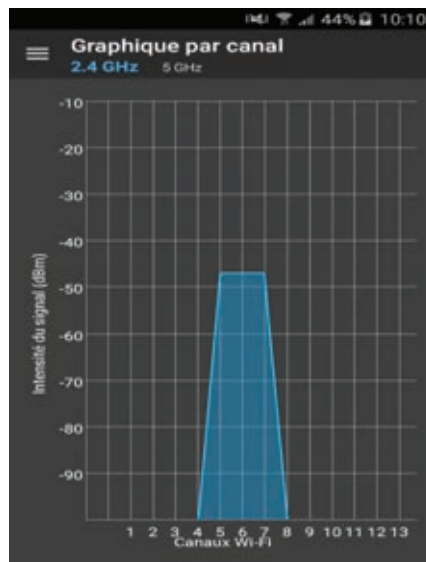 44% 10:10
Graphique par canal
2.4 GHz 5 GHz
-10
-20
-30
-40
-50
-60
-70
-80
-90
Intensité du signal (dBm)
1 2 3 4 5 6 7 8 9 10 11 12 13
Canaux Wi-Fi